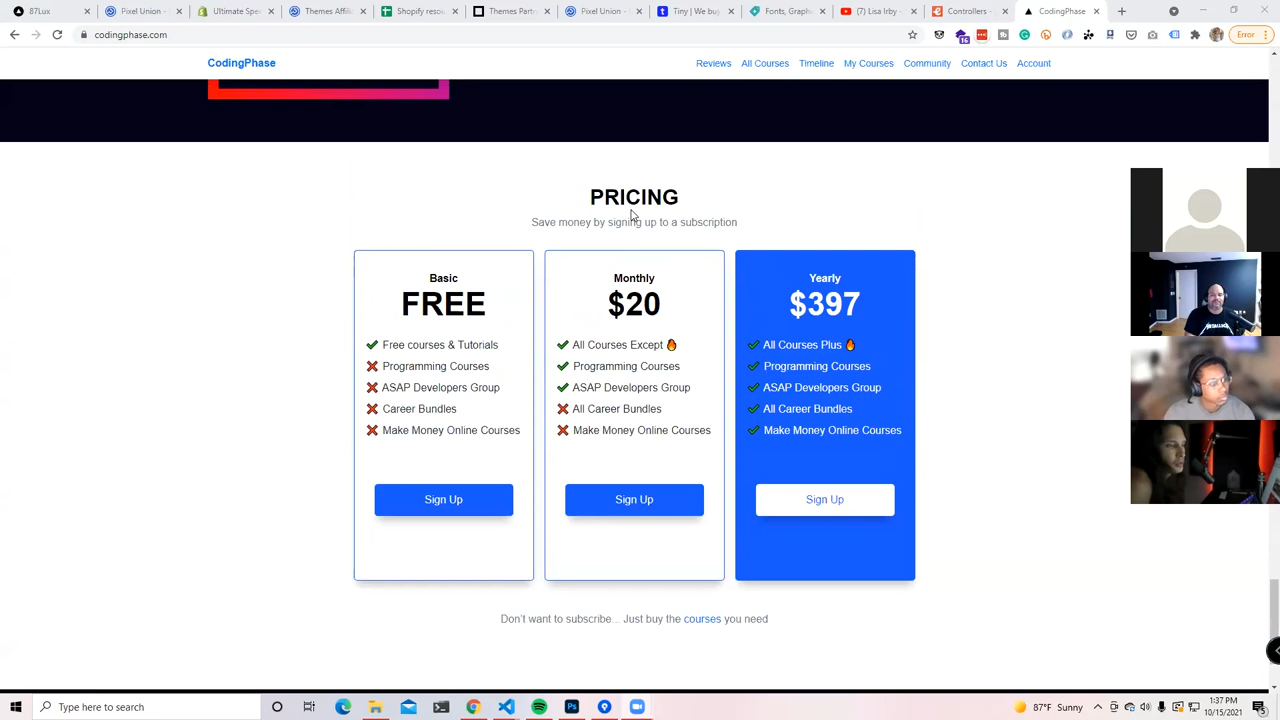 87Lux
Pixel Union -
Ultimate Spe
Themes Affili
Shopify resou
Themes Partn
Pixel Union -
Tiny | We buy
Fonts, Graph
(7) Lisa Irby -
Controllers -
CodingPhase
codingphase.com
16
Error
CodingPhase
Reviews
All Courses
Timeline
My Courses
Community
Contact Us
Account
PRICING
Save money by signing up to a subscription
Basic
FREE
Free courses & Tutorials
Programming Courses
ASAP Developers Group
Career Bundles
Make Money Online Courses
Sign Up
Monthly
$20
All Courses Except 🔥
Programming Courses
ASAP Developers Group
All Career Bundles
Make Money Online Courses
Sign Up
Yearly
$397
All Courses Plus 🔥
Programming Courses
ASAP Developers Group
All Career Bundles
Make Money Online Courses
Sign Up
Don't want to subscribe... Just buy the courses you need
METALLICA
Type here to search
87°F Sunny
1:37 PM
10/15/2021